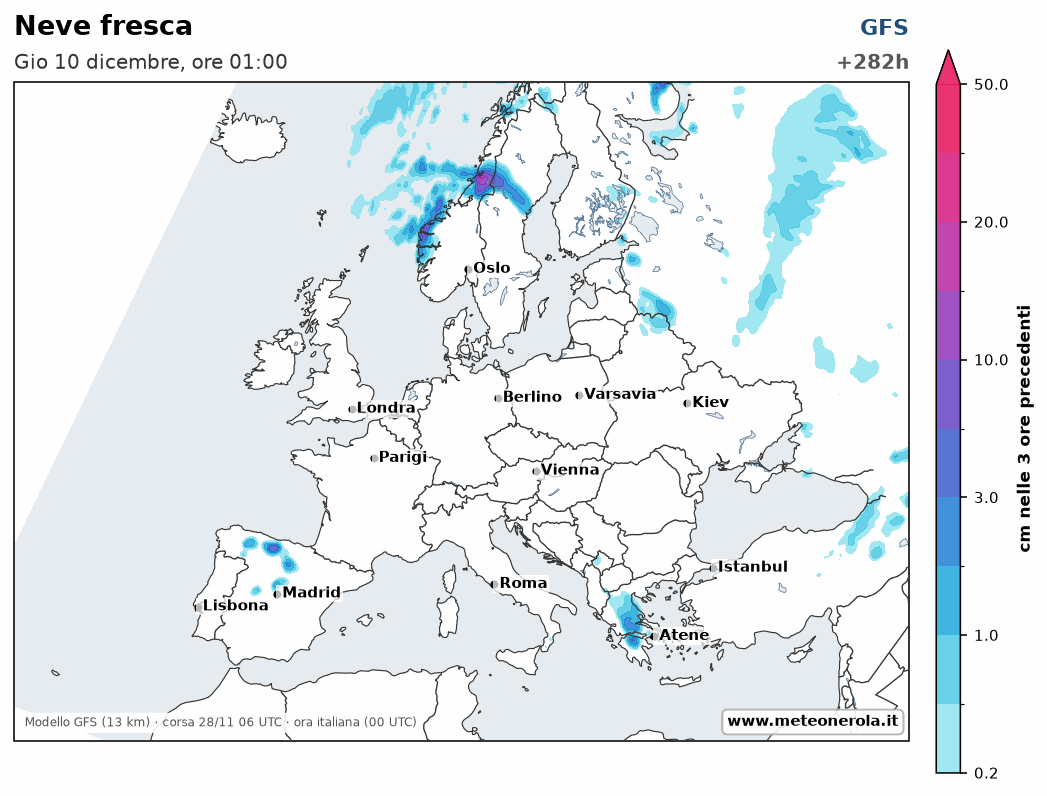 Neve fresca
GFS
Gio 10 dicembre, ore 01:00
+282h
50.0
20.0
10.0
3.0
1.0
0.2
cm nelle 3 ore precedenti
Oslo
Berlino
Varsavia
Kiev
Londra
Parigi
Vienna
Istanbul
Roma
Madrid
Lisbona
Atene
Modello GFS (13 km) · corsa 28/11 06 UTC · ora italiana (00 UTC)
www.meteonerola.it